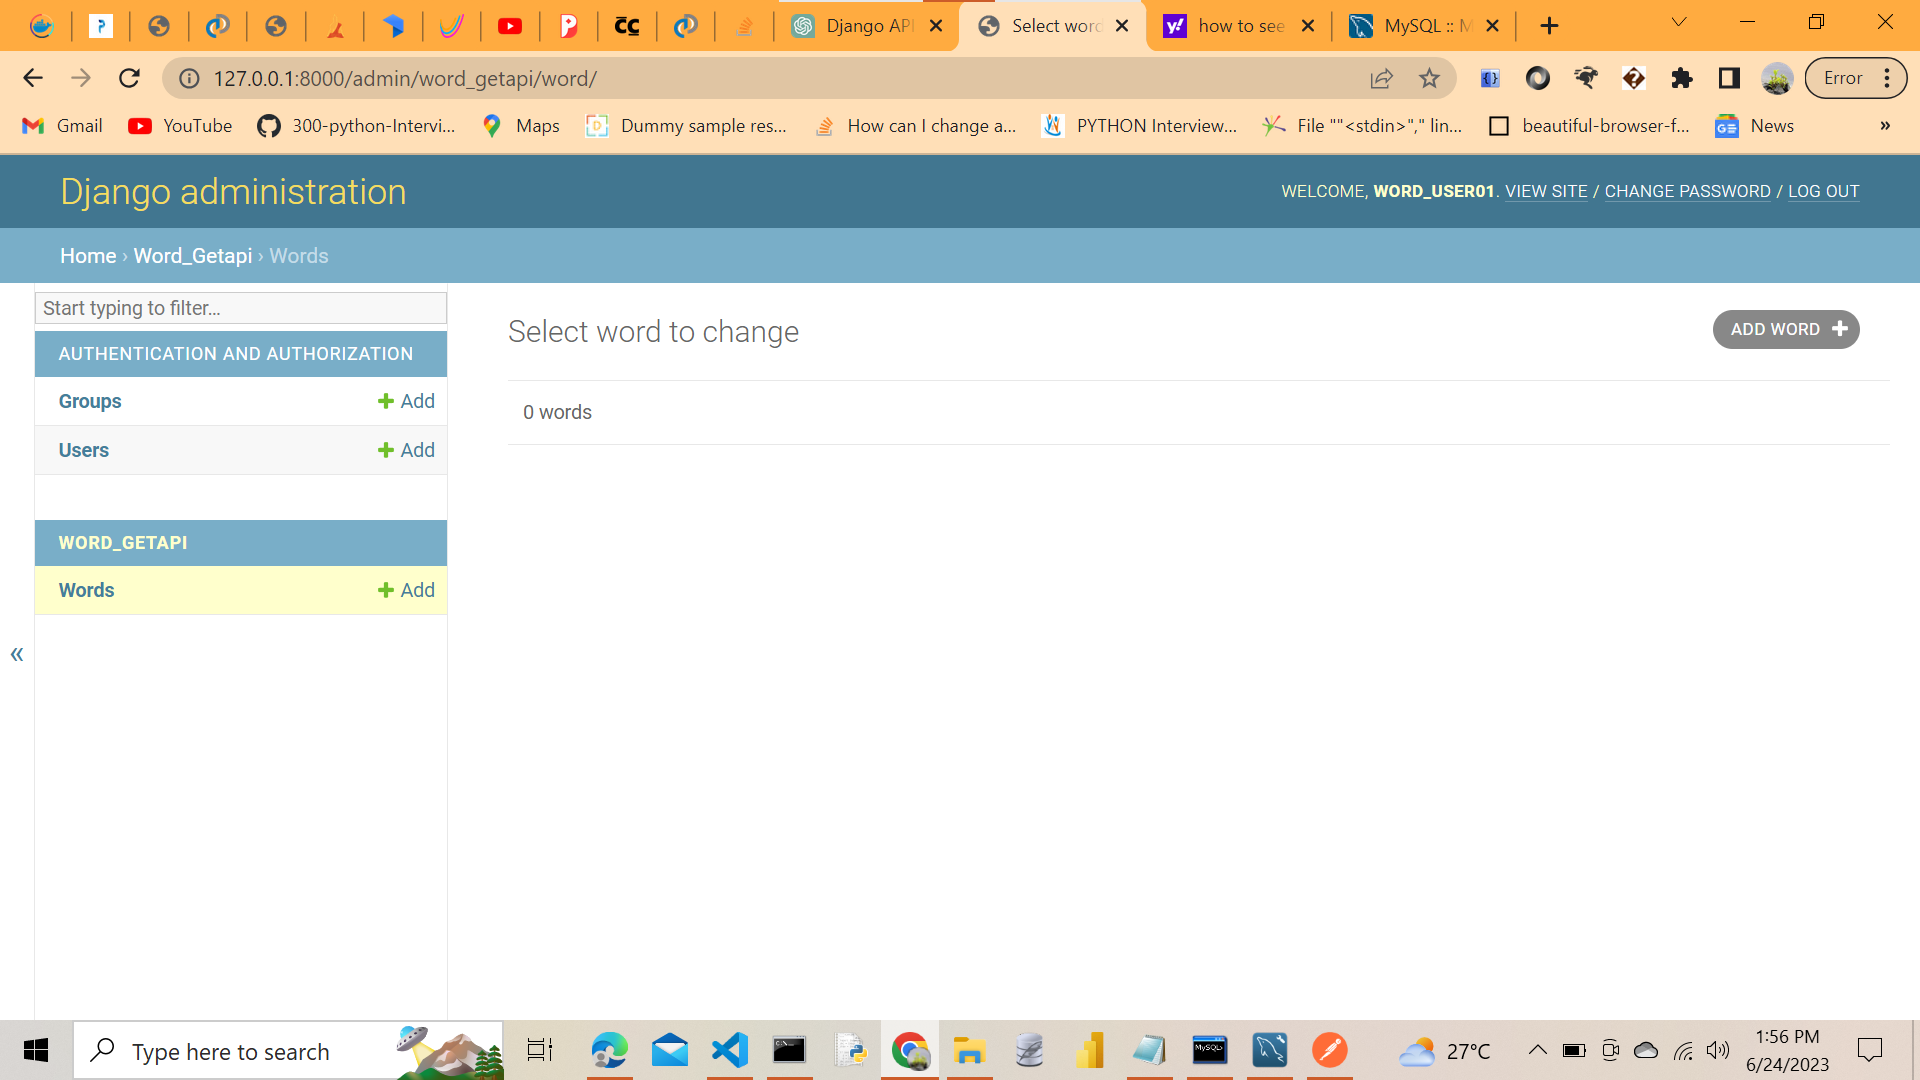 Django API
Select word
how to see
MySQL :: M
127.0.0.1:8000/admin/word_getapi/word/
Error
Gmail
YouTube
300-python-Intervi...
Maps
Dummy sample res...
How can I change a...
PYTHON Interview...
File ""<stdin>"," lin...
beautiful-browser-f...
News
»
Django administration
WELCOME, WORD_USER01. VIEW SITE / CHANGE PASSWORD / LOG OUT
Home › Word_Getapi › Words
Start typing to filter...
AUTHENTICATION AND AUTHORIZATION
Groups + Add
Users + Add
WORD_GETAPI
Words + Add
«
Select word to change
ADD WORD +
0 words
Type here to search
27°C
1:56 PM
6/24/2023